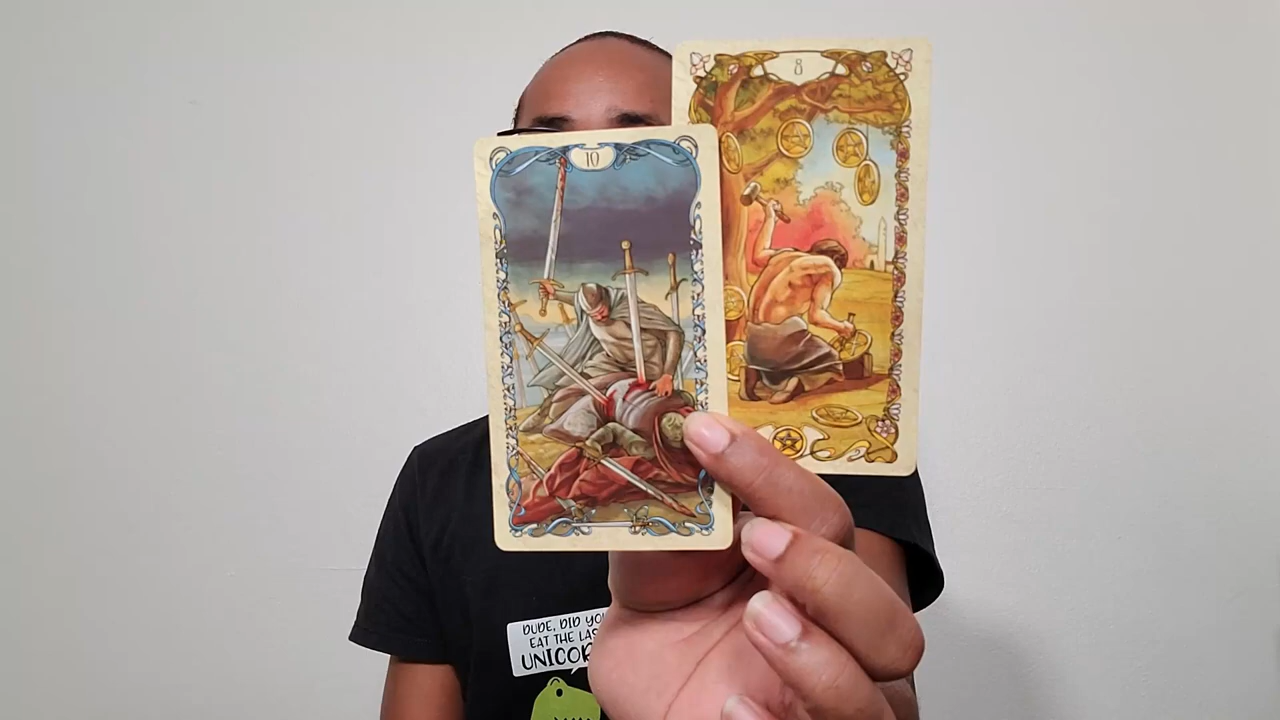 10
8
DUDE, DID YOU
EAT THE LAS
UNICOR